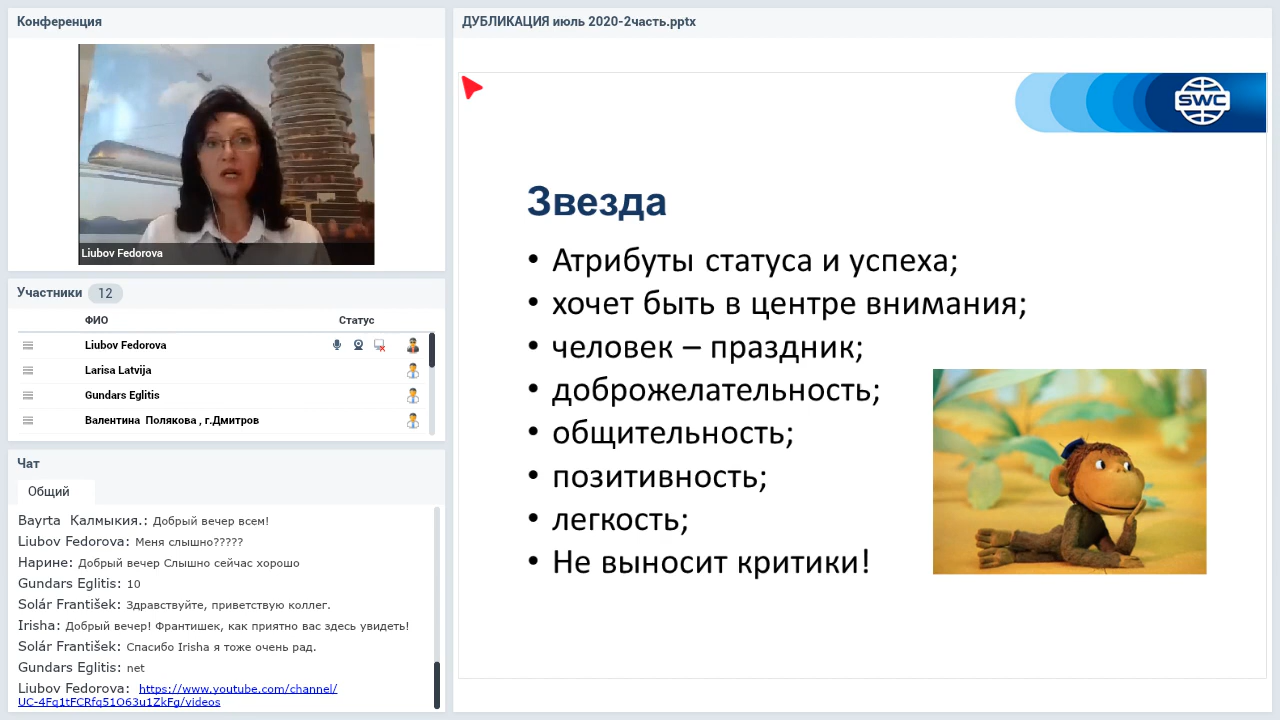 Конференция
Liubov Fedorova
Участники 12
ФИО Статус
Liubov Fedorova
Larisa Latvija
Gundars Eglitis
Валентина Полякова , г.Дмитров
Чат
Общий
Bayrta Калмыкия.: Добрый вечер всем!
Liubov Fedorova: Меня слышно?????
Нарине: Добрый вечер Слышно сейчас хорошо
Gundars Eglitis: 10
Solár František: Здравствуйте, приветствую коллег.
Irisha: Добрый вечер! Франтишек, как приятно вас здесь увидеть!
Solár František: Спасибо Irisha я тоже очень рад.
Gundars Eglitis: net
Liubov Fedorova: https://www.youtube.com/channel/
UC-4Fq1tFCRfq51O63u1ZkFg/videos
ДУБЛИКАЦИЯ июль 2020-2часть.pptx
SWC
Звезда
• Атрибуты статуса и успеха;
• хочет быть в центре внимания;
• человек – праздник;
• доброжелательность;
• общительность;
• позитивность;
• легкость;
• Не выносит критики!